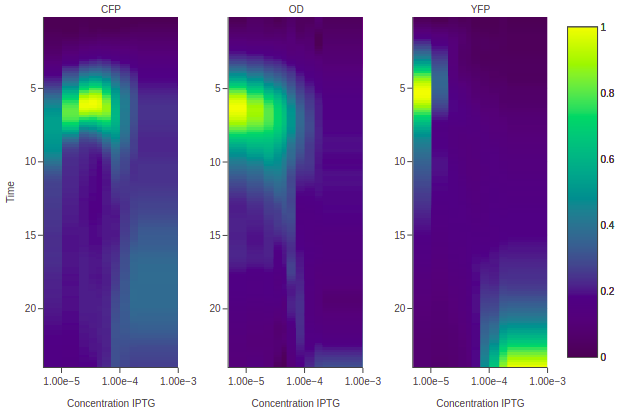 CFP
OD
YFP
5
10
15
20
5
10
15
20
5
10
15
20
Time
1.00e-5
1.00e-4
1.00e-3
1.00e-5
1.00e-4
1.00e-3
1.00e-5
1.00e-4
1.00e-3
Concentration IPTG
Concentration IPTG
Concentration IPTG
1
0.8
0.6
0.4
0.2
0